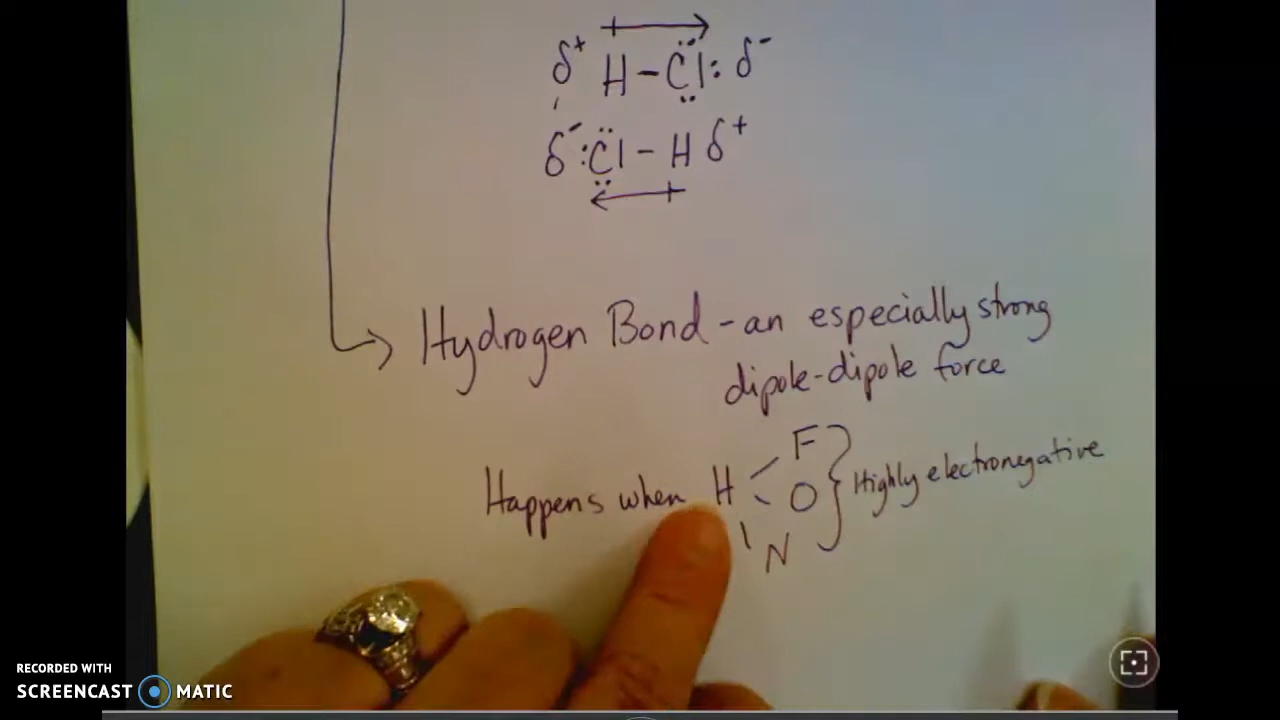 δ+ H-Cl: δ-
δ- :Cl-H δ+
Hydrogen Bond - an especially strong
dipole-dipole force
Happens when H F
O } Highly electronegative
N
RECORDED WITH
SCREENCAST MATIC